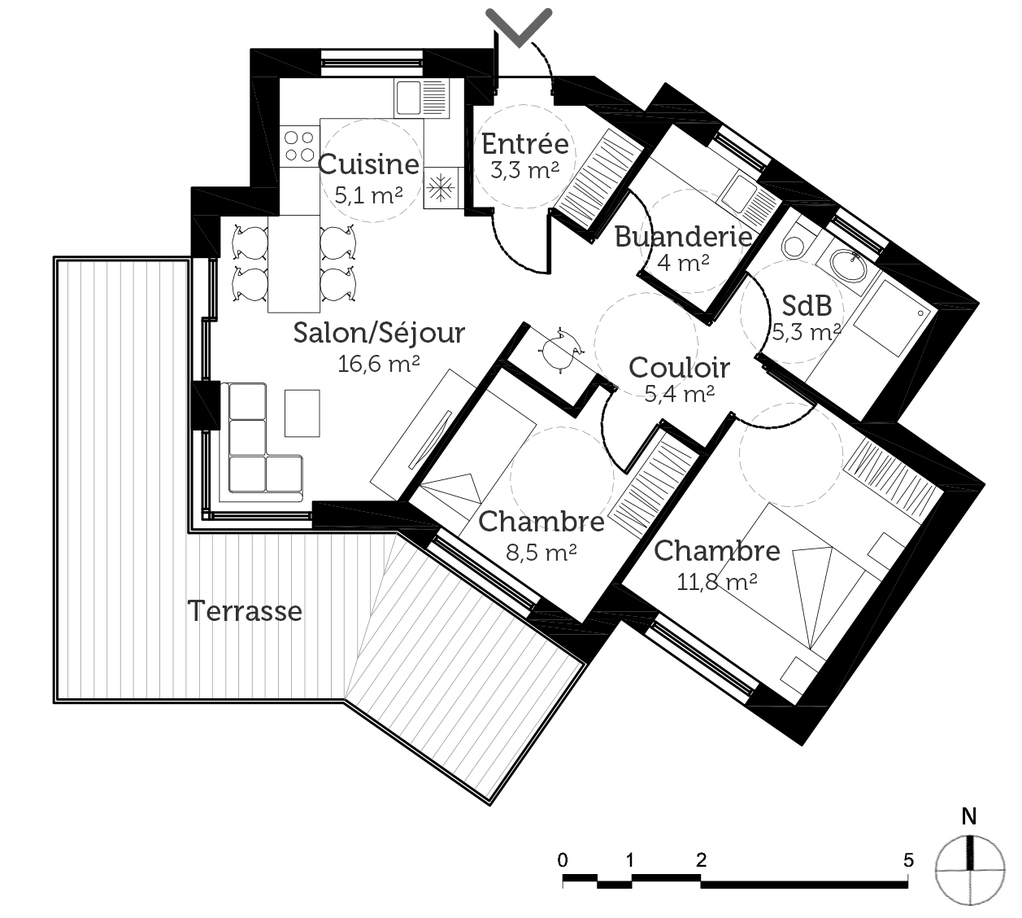 Entrée
3,3 m²
Cuisine
5,1 m²
Buanderie
4 m²
SdB
5,3 m²
Salon/Séjour
16,6 m²
Couloir
5,4 m²
Chambre
8,5 m²
Chambre
11,8 m²
Terrasse
N
0 1 2 5